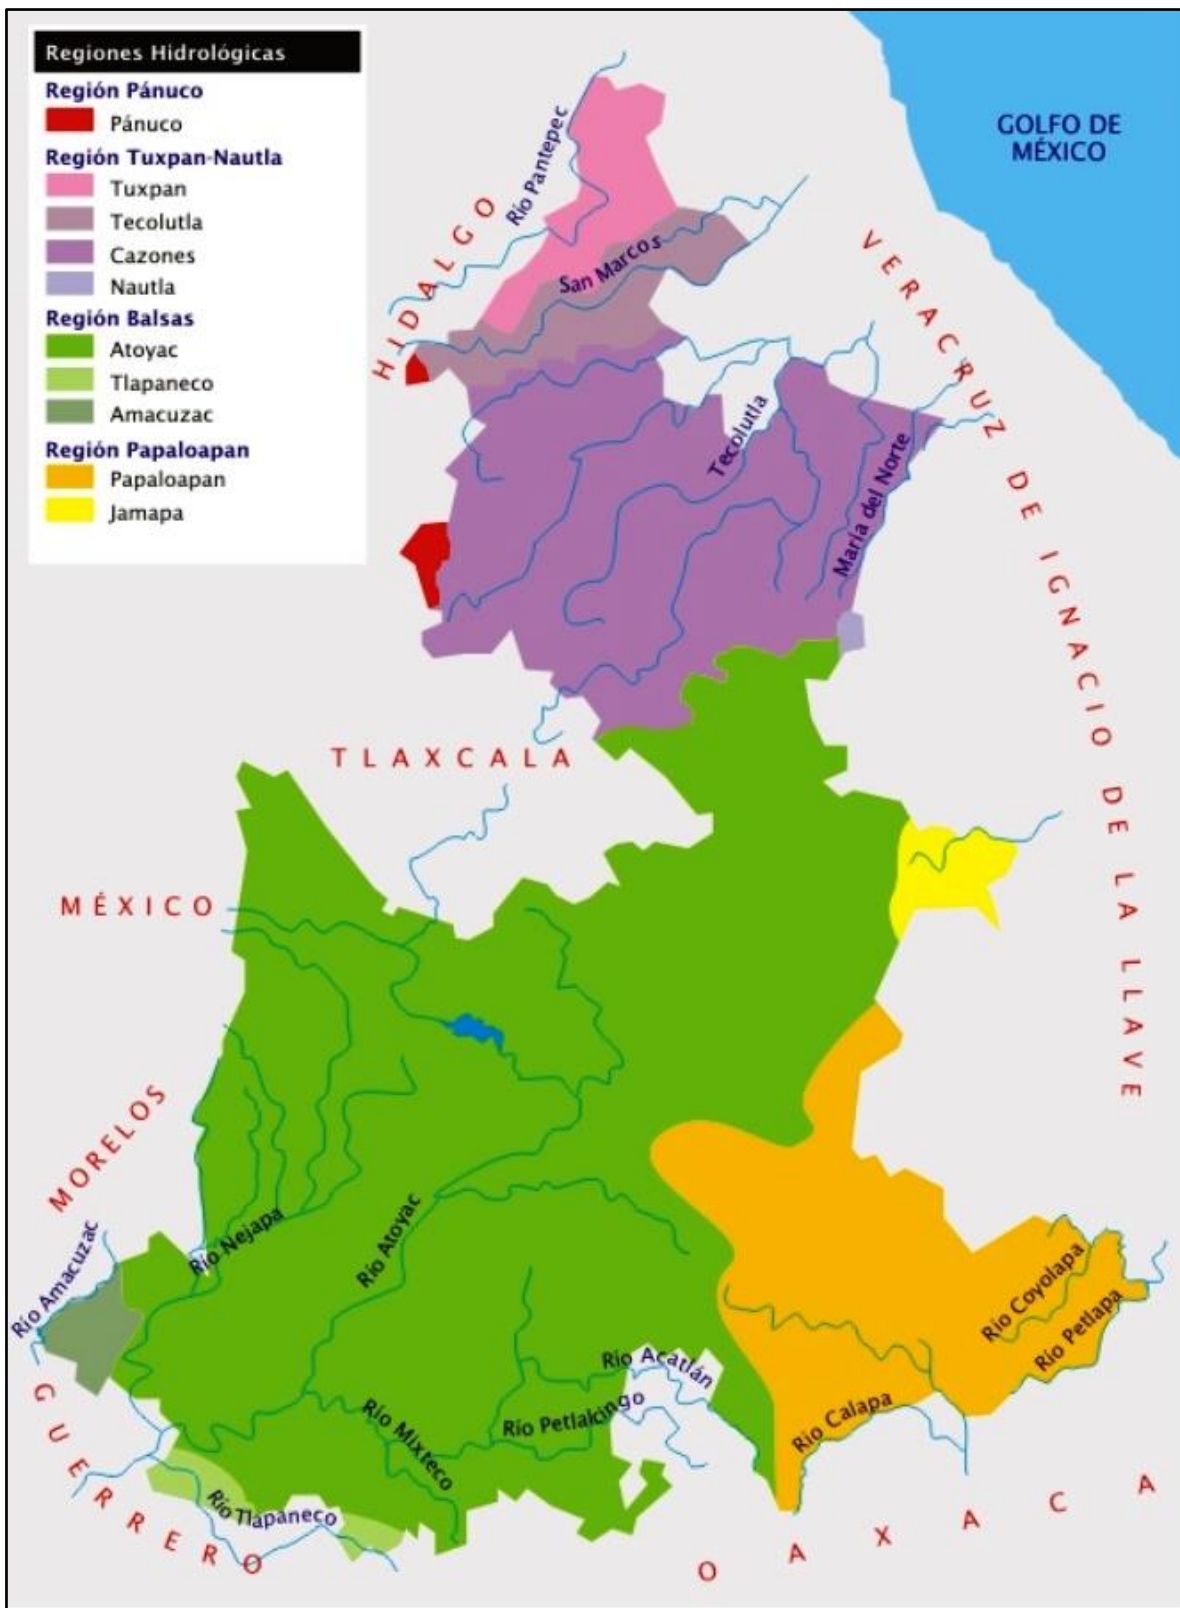 Regiones Hidrológicas
Región Pánuco
Pánuco
Región Tuxpan-Nautla
Tuxpan
Tecolutla
Cazones
Nautla
Región Balsas
Atoyac
Tlapaneco
Amacuzac
Región Papaloapan
Papaloapan
Jamapa
GOLFO DE
MÉXICO
Río Pantepec
HIDALGO
San Marcos
VERACRUZ DE IGNACIO DE LA LLAVE
Tecolutla
María del Norte
TLAXCALA
MÉXICO
MORELOS
Río Amacuzac
Río Nejapa
Río Atoyac
Río Coyolapa
Río Petlapa
Río Acatlán
Río Petlalcingo
Río Calapa
Río Mixteco
Río Tlapaneco
GUERRERO
OAXACA